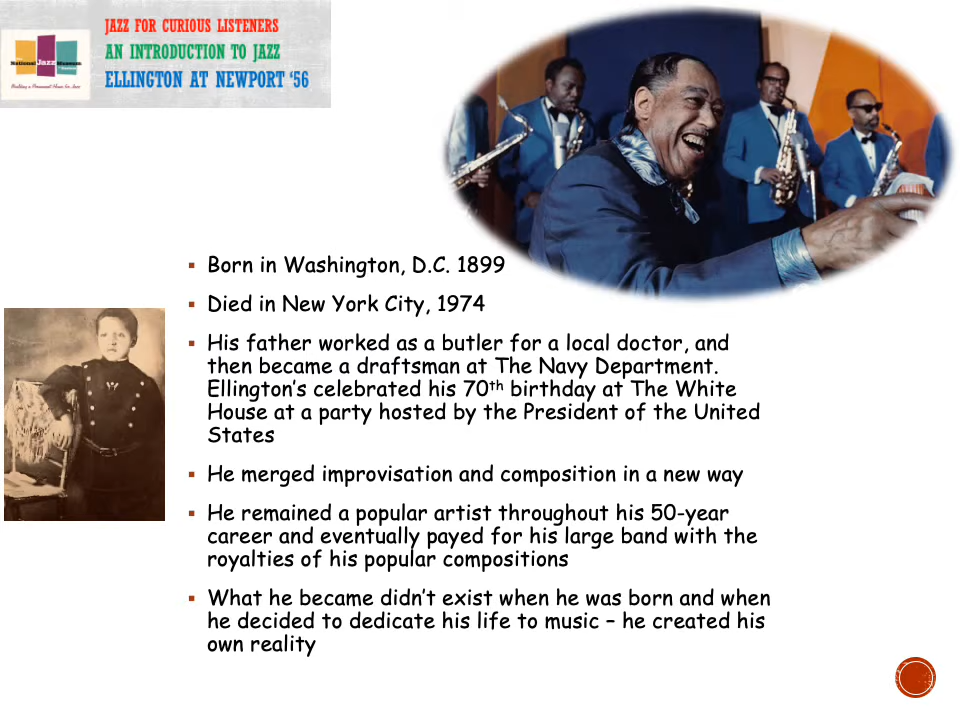 JAZZ FOR CURIOUS LISTENERS
AN INTRODUCTION TO JAZZ
ELLINGTON AT NEWPORT ‘56
National Jazz Museum
Building a Permanent Home for Jazz
Born in Washington, D.C. 1899
Died in New York City, 1974
His father worked as a butler for a local doctor, and
then became a draftsman at The Navy Department.
Ellington’s celebrated his 70th birthday at The White
House at a party hosted by the President of the United
States
He merged improvisation and composition in a new way
He remained a popular artist throughout his 50-year
career and eventually payed for his large band with the
royalties of his popular compositions
What he became didn’t exist when he was born and when
he decided to dedicate his life to music – he created his
own reality